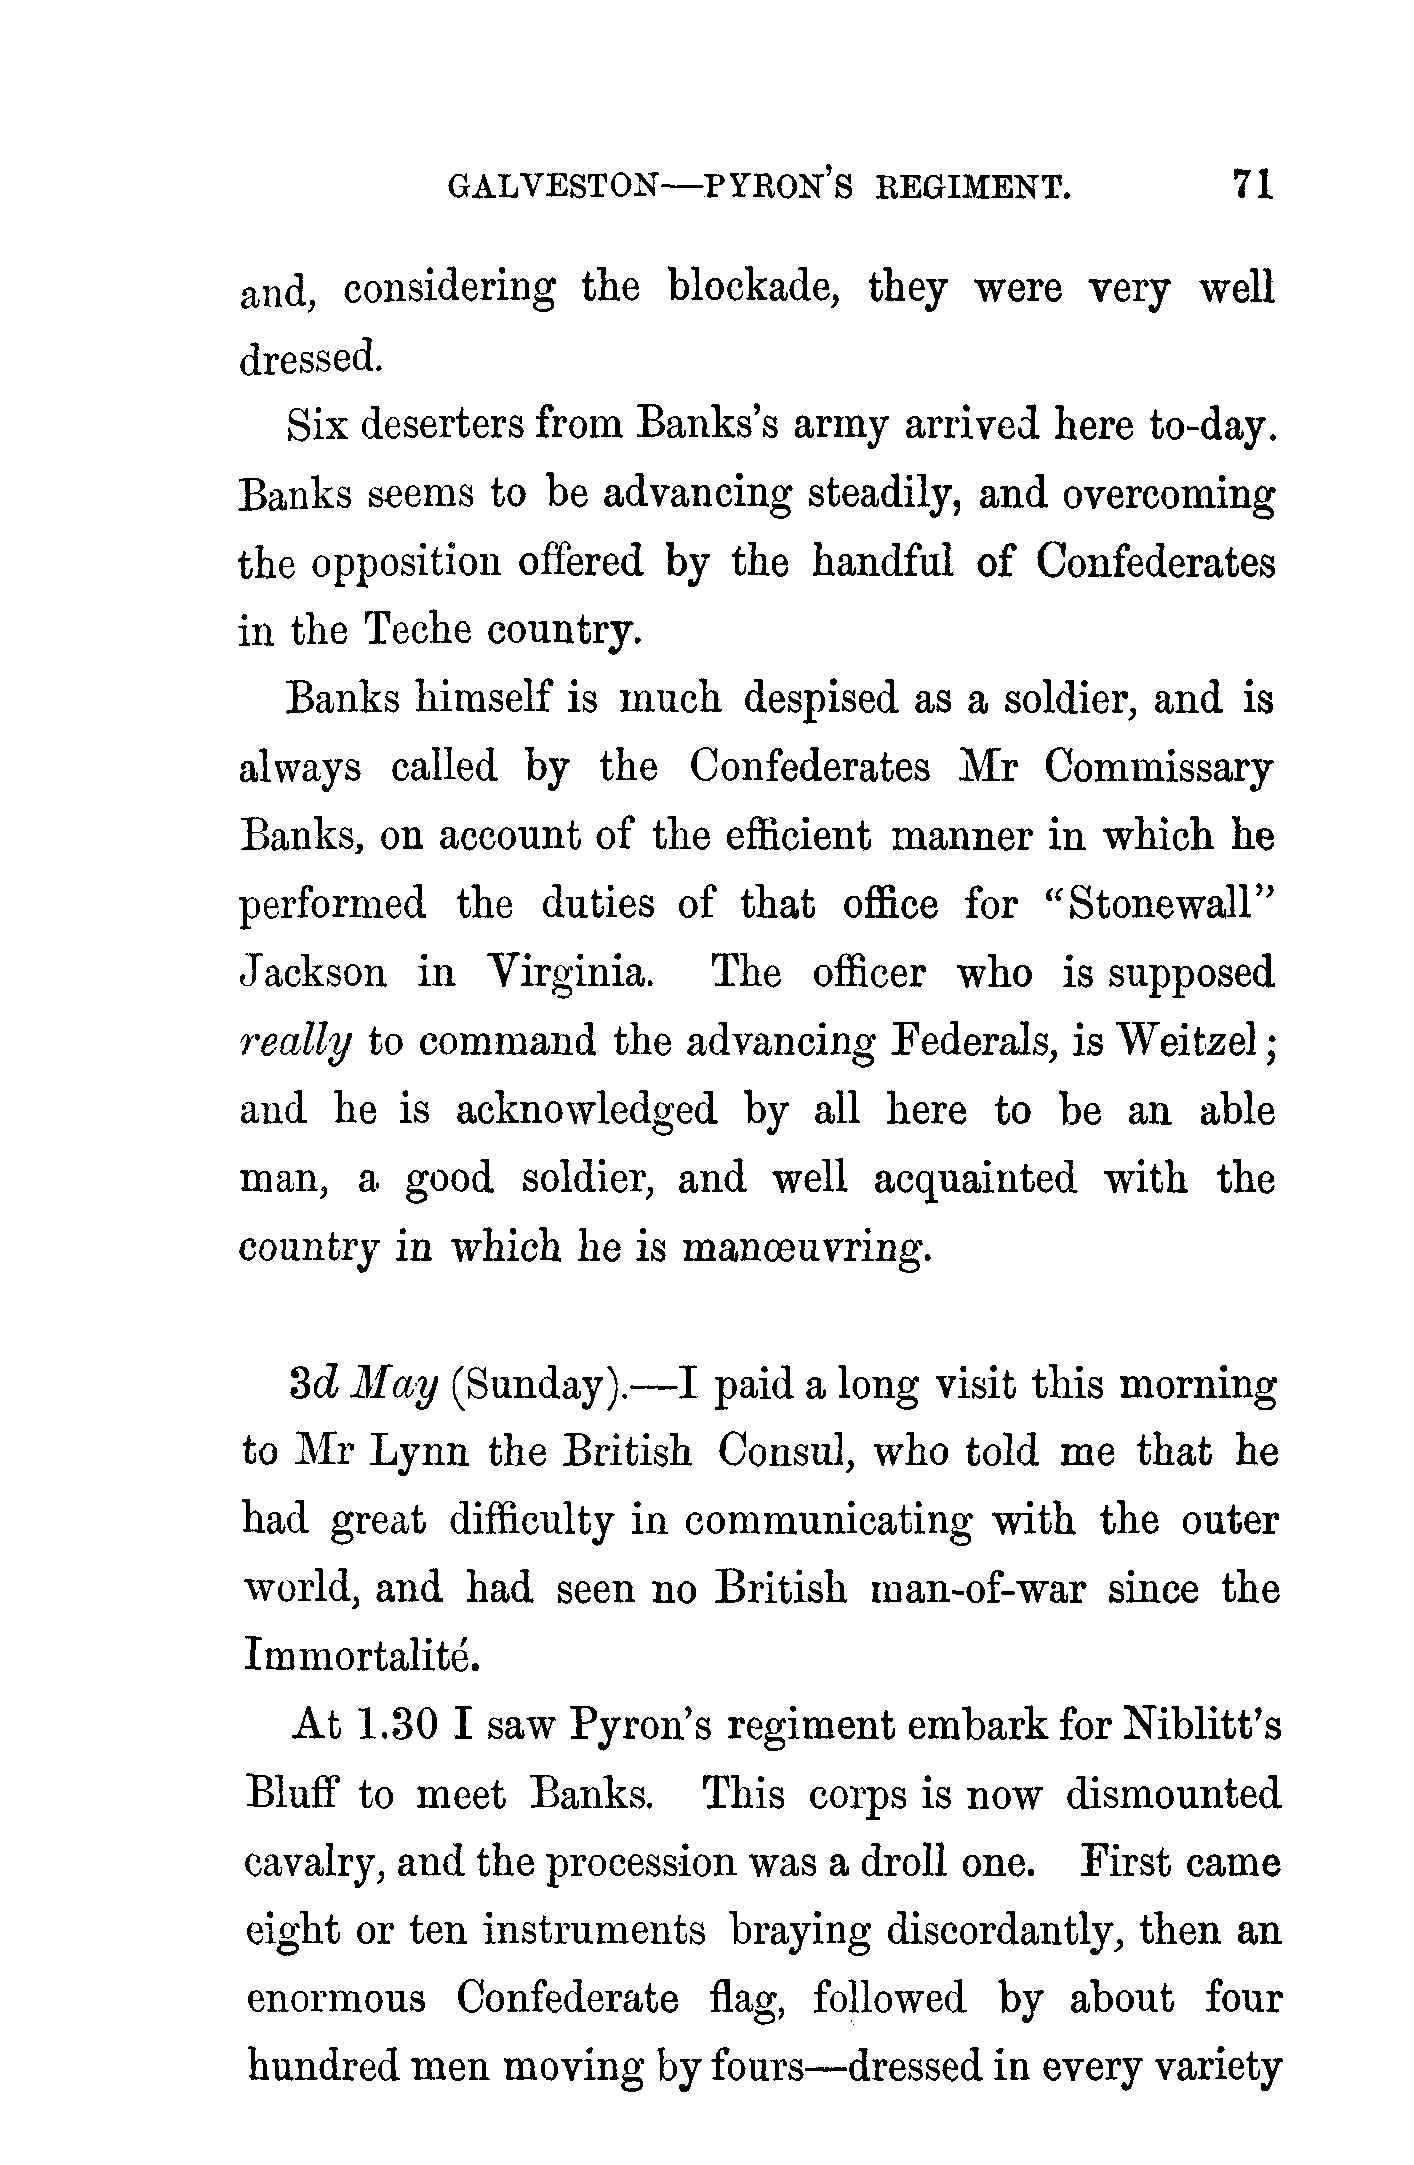 GALVESTON—PYRON'S REGIMENT. 71
and, considering the blockade, they were very well
dressed.
Six deserters from Banks's army arrived here to-day.
Banks seems to be advancing steadily, and overcoming
the opposition offered by the handful of Confederates
in the Teche country.
Banks himself is much despised as a soldier, and is
always called by the Confederates Mr Commissary
Banks, on account of the efficient manner in which he
performed the duties of that office for “Stonewall”
Jackson in Virginia. The officer who is supposed
really to command the advancing Federals, is Weitzel;
and he is acknowledged by all here to be an able
man, a good soldier, and well acquainted with the
country in which he is manœuvring.
3d May (Sunday).—I paid a long visit this morning
to Mr Lynn the British Consul, who told me that he
had great difficulty in communicating with the outer
world, and had seen no British man-of-war since the
Immortalité.
At 1.30 I saw Pyron's regiment embark for Niblitt's
Bluff to meet Banks. This corps is now dismounted
cavalry, and the procession was a droll one. First came
eight or ten instruments braying discordantly, then an
enormous Confederate flag, followed by about four
hundred men moving by fours—dressed in every variety